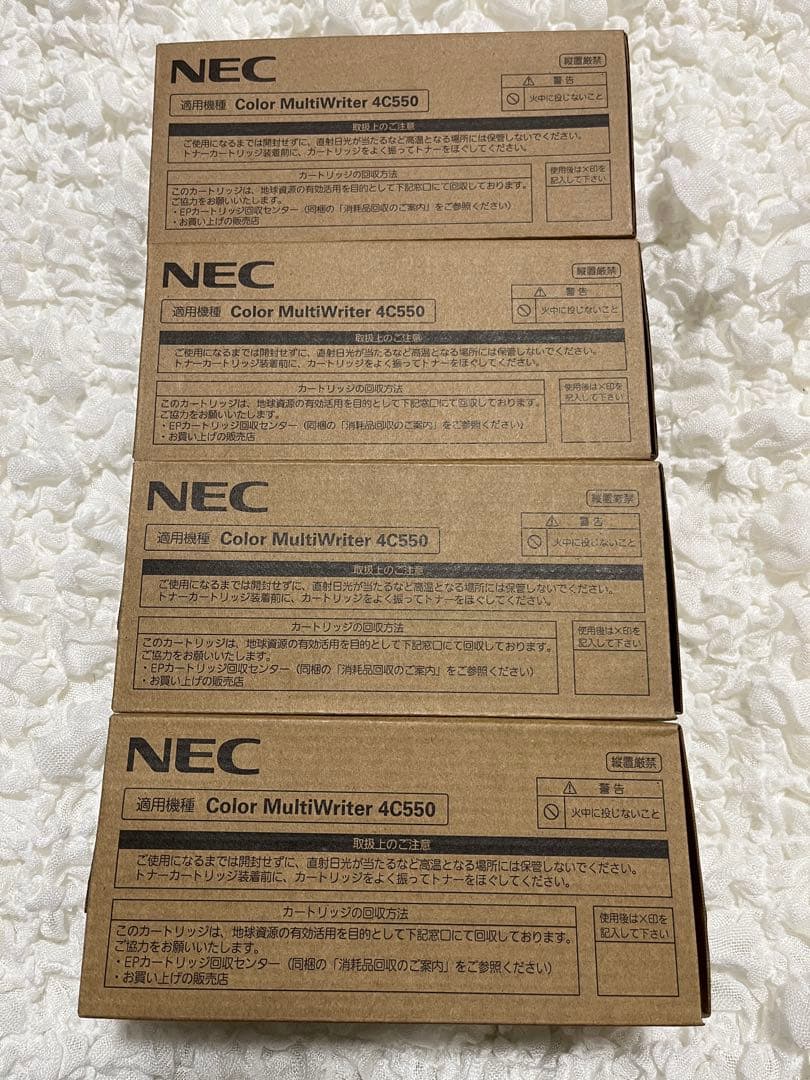 NEC
縦置厳禁
適用機種 Color MultiWriter 4C550
⚠ 警告
火中に投じないこと
取扱上のご注意
ご使用になるまでは開封せずに、直射日光が当たるなど高温となる場所には保管しないでください。
トナーカートリッジ装着前に、カートリッジをよく振ってトナーをほぐしてください。
カートリッジの回収方法
このカートリッジは、地球資源の有効活用を目的として下記窓口にて回収しております。
ご協力をお願いいたします。
・EPカートリッジ回収センター（同梱の「消耗品回収のご案内」をご参照ください）
・お買い上げの販売店
使用後は×印を
記入して下さい
NEC
縦置厳禁
適用機種 Color MultiWriter 4C550
⚠ 警告
火中に投じないこと
取扱上のご注意
ご使用になるまでは開封せずに、直射日光が当たるなど高温となる場所には保管しないでください。
トナーカートリッジ装着前に、カートリッジをよく振ってトナーをほぐしてください。
カートリッジの回収方法
このカートリッジは、地球資源の有効活用を目的として下記窓口にて回収しております。
ご協力をお願いいたします。
・EPカートリッジ回収センター（同梱の「消耗品回収のご案内」をご参照ください）
・お買い上げの販売店
使用後は×印を
記入して下さい
NEC
縦置厳禁
適用機種 Color MultiWriter 4C550
⚠ 警告
火中に投じないこと
取扱上のご注意
ご使用になるまでは開封せずに、直射日光が当たるなど高温となる場所には保管しないでください。
トナーカートリッジ装着前に、カートリッジをよく振ってトナーをほぐしてください。
カートリッジの回収方法
このカートリッジは、地球資源の有効活用を目的として下記窓口にて回収しております。
ご協力をお願いいたします。
・EPカートリッジ回収センター（同梱の「消耗品回収のご案内」をご参照ください）
・お買い上げの販売店
使用後は×印を
記入して下さい
NEC
縦置厳禁
適用機種 Color MultiWriter 4C550
⚠ 警告
火中に投じないこと
取扱上のご注意
ご使用になるまでは開封せずに、直射日光が当たるなど高温となる場所には保管しないでください。
トナーカートリッジ装着前に、カートリッジをよく振ってトナーをほぐしてください。
カートリッジの回収方法
このカートリッジは、地球資源の有効活用を目的として下記窓口にて回収しております。
ご協力をお願いいたします。
・EPカートリッジ回収センター（同梱の「消耗品回収のご案内」をご参照ください）
・お買い上げの販売店
使用後は×印を
記入して下さい